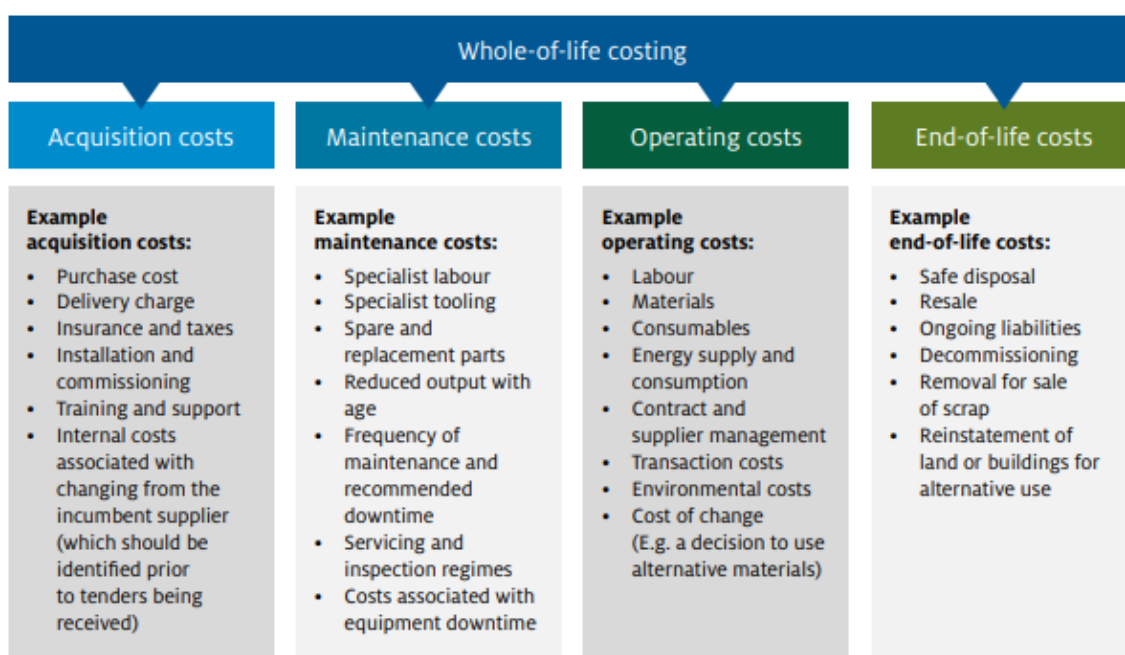 Whole-of-life costing
Acquisition costs
Example
acquisition costs:
• Purchase cost
• Delivery charge
• Insurance and taxes
• Installation and
commissioning
• Training and support
• Internal costs
associated with
changing from the
incumbent supplier
(which should be
identified prior
to tenders being
received)
Maintenance costs
Example
maintenance costs:
• Specialist labour
• Specialist tooling
• Spare and
replacement parts
• Reduced output with
age
• Frequency of
maintenance and
recommended
downtime
• Servicing and
inspection regimes
• Costs associated with
equipment downtime
Operating costs
Example
operating costs:
• Labour
• Materials
• Consumables
• Energy supply and
consumption
• Contract and
supplier management
• Transaction costs
• Environmental costs
• Cost of change
(E.g. a decision to use
alternative materials)
End-of-life costs
Example
end-of-life costs:
• Safe disposal
• Resale
• Ongoing liabilities
• Decommissioning
• Removal for sale
of scrap
• Reinstatement of
land or buildings for
alternative use